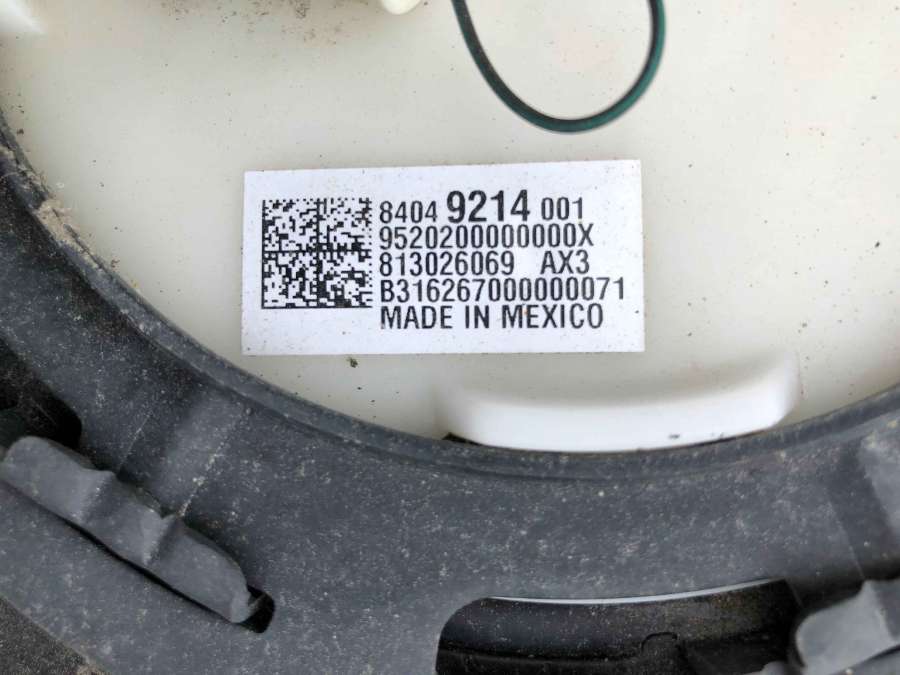 8404 9214 001
9520200000000X
813026069 AX3
B316267000000071
MADE IN MEXICO